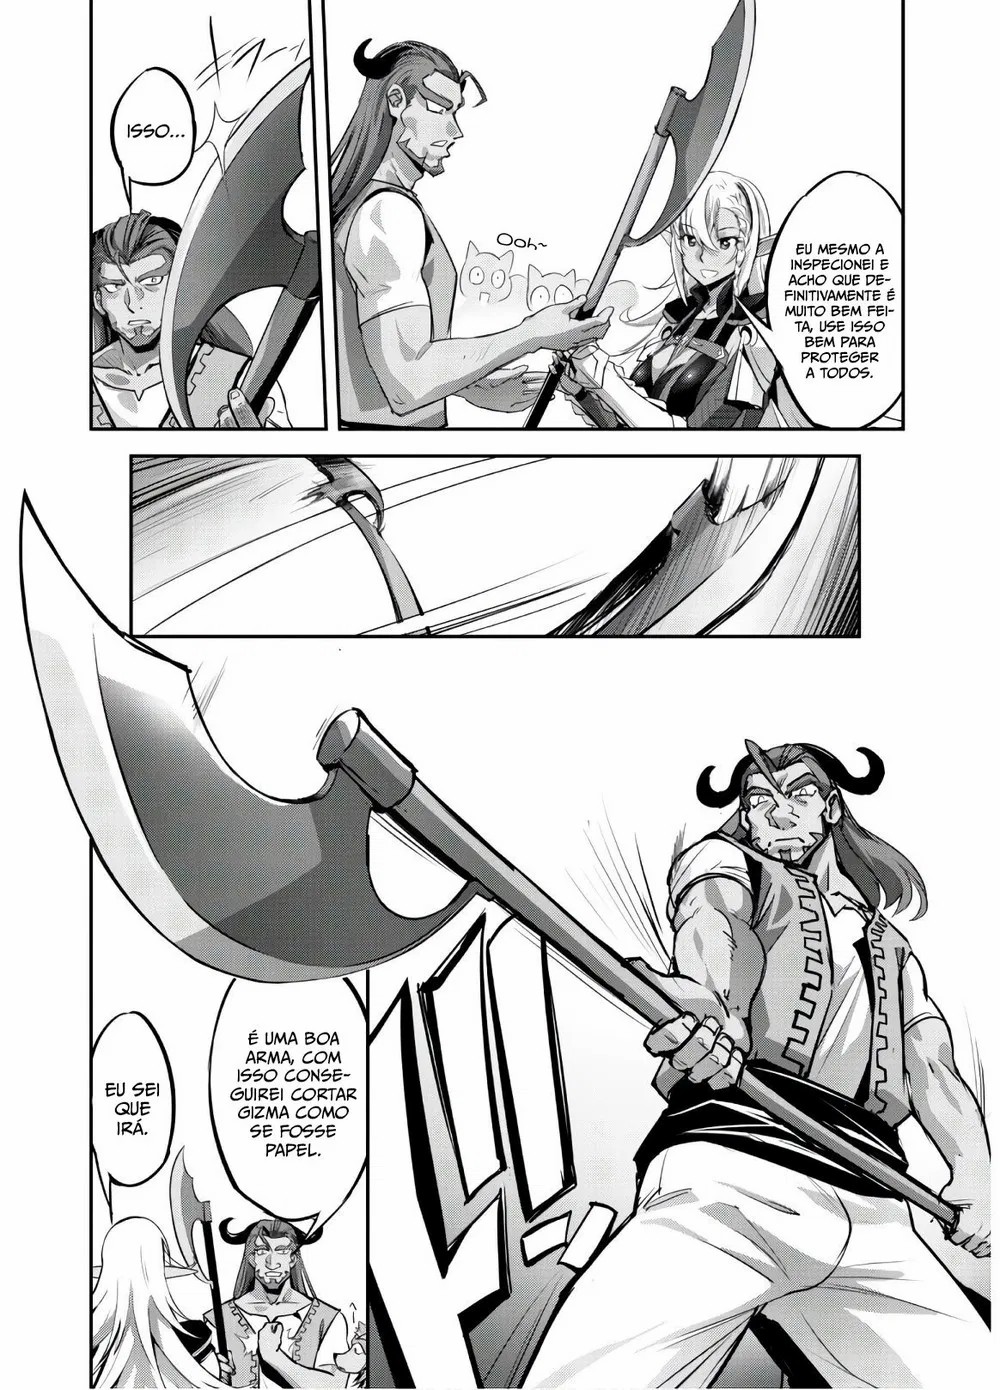 EU MESMO A
INSPECIONEI E
ACHO QUE DE-
FINITIVAMENTE É
MUITO BEM FEI-
TA, USE ISSO
BEM PARA
PROTEGER
A TODOS.
Ooh~
ISSO...
É UMA BOA
ARMA, COM
ISSO CONSE-
GUIREI CORTAR
GIZMA COMO
SE FOSSE
PAPEL.
EU SEI
QUE
IRÁ.